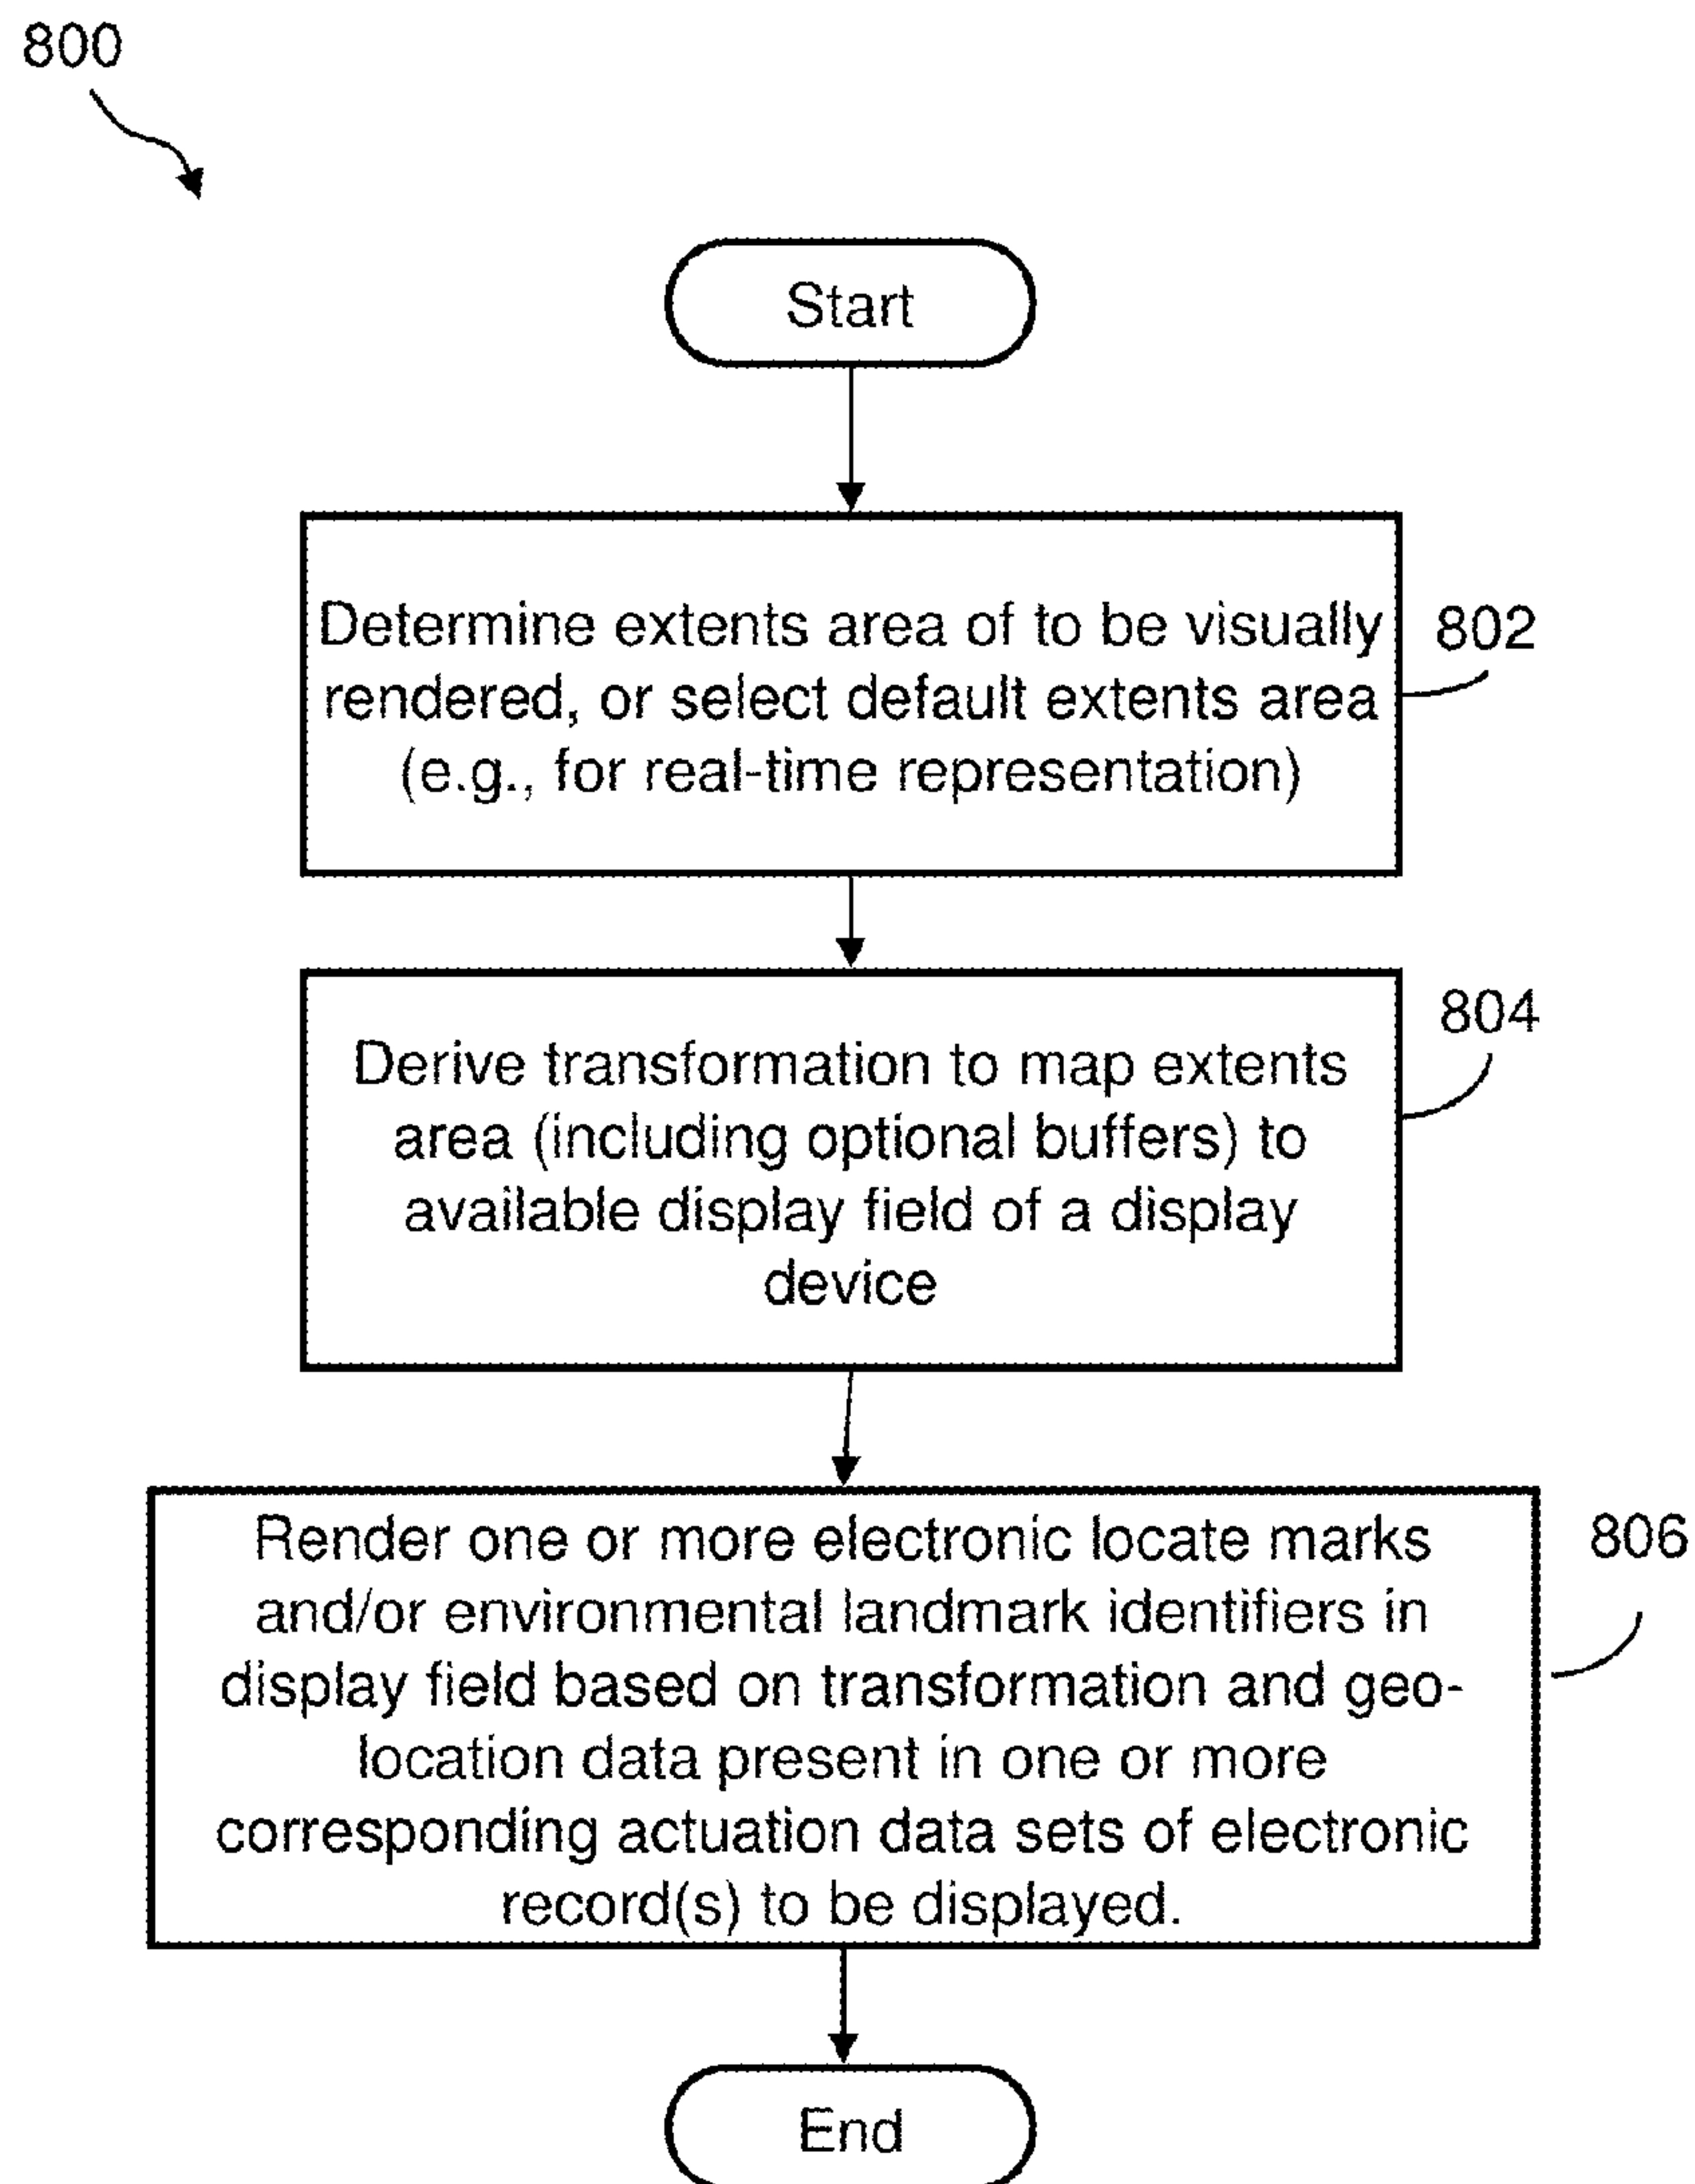 800
Start
Determine extents area of to be visually
rendered, or select default extents area
(e.g., for real-time representation)
802
Derive transformation to map extents
area (including optional buffers) to
available display field of a display
device
804
Render one or more electronic locate marks
and/or environmental landmark identifiers in
display field based on transformation and geo-
location data present in one or more
corresponding actuation data sets of electronic
record(s) to be displayed.
806
End